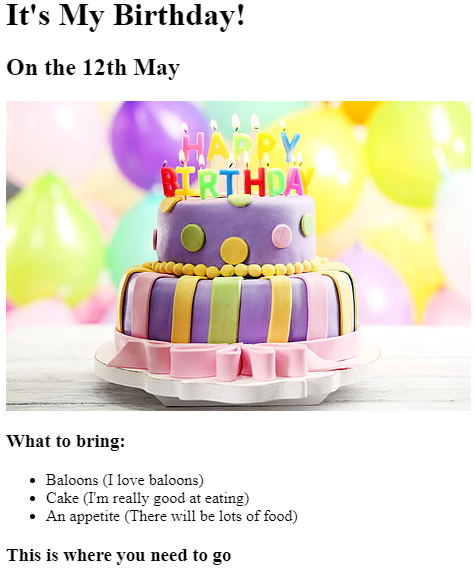 It's My Birthday!
On the 12th May
HAPPY
BIRTHDAY
What to bring:
Baloons (I love baloons)
Cake (I'm really good at eating)
An appetite (There will be lots of food)
This is where you need to go